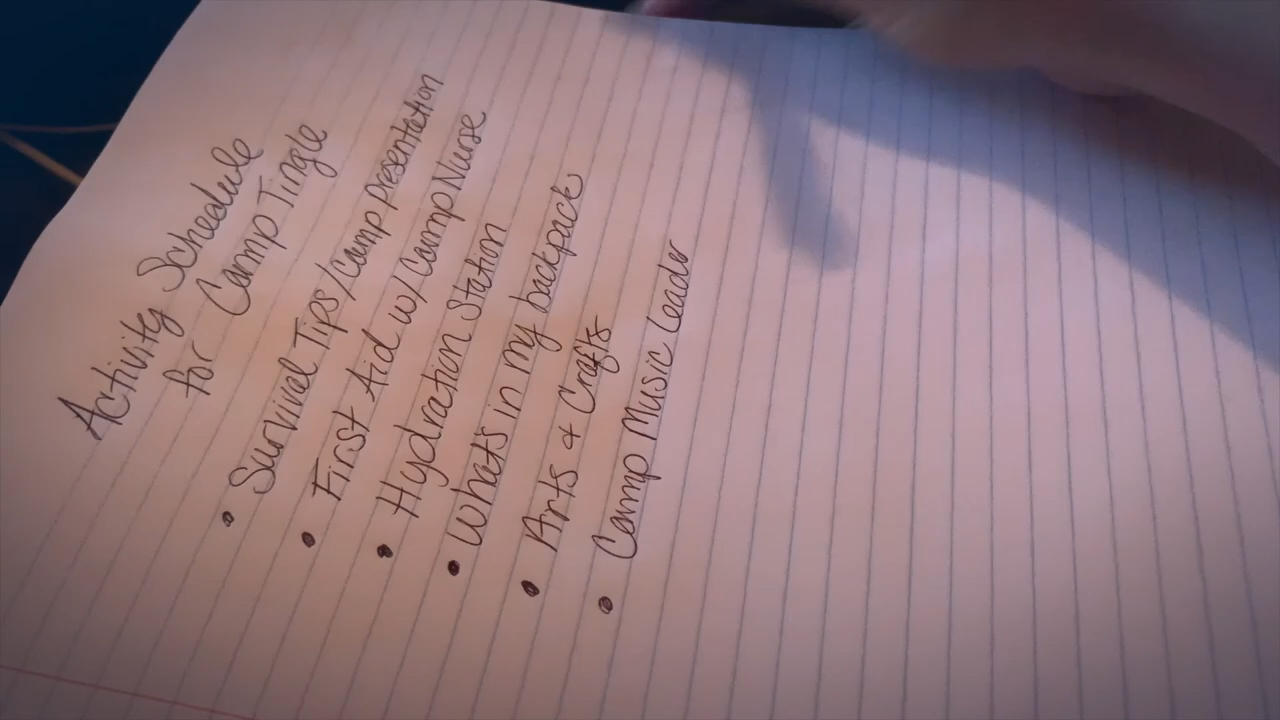 Activity Schedule
for Camp Tingle
• Survival Tips/Camp presentation
• First Aid w/ Camp Nurse
• Hydration Station
• What's in my backpack
• Arts & Crafts
• Camp Music Leader